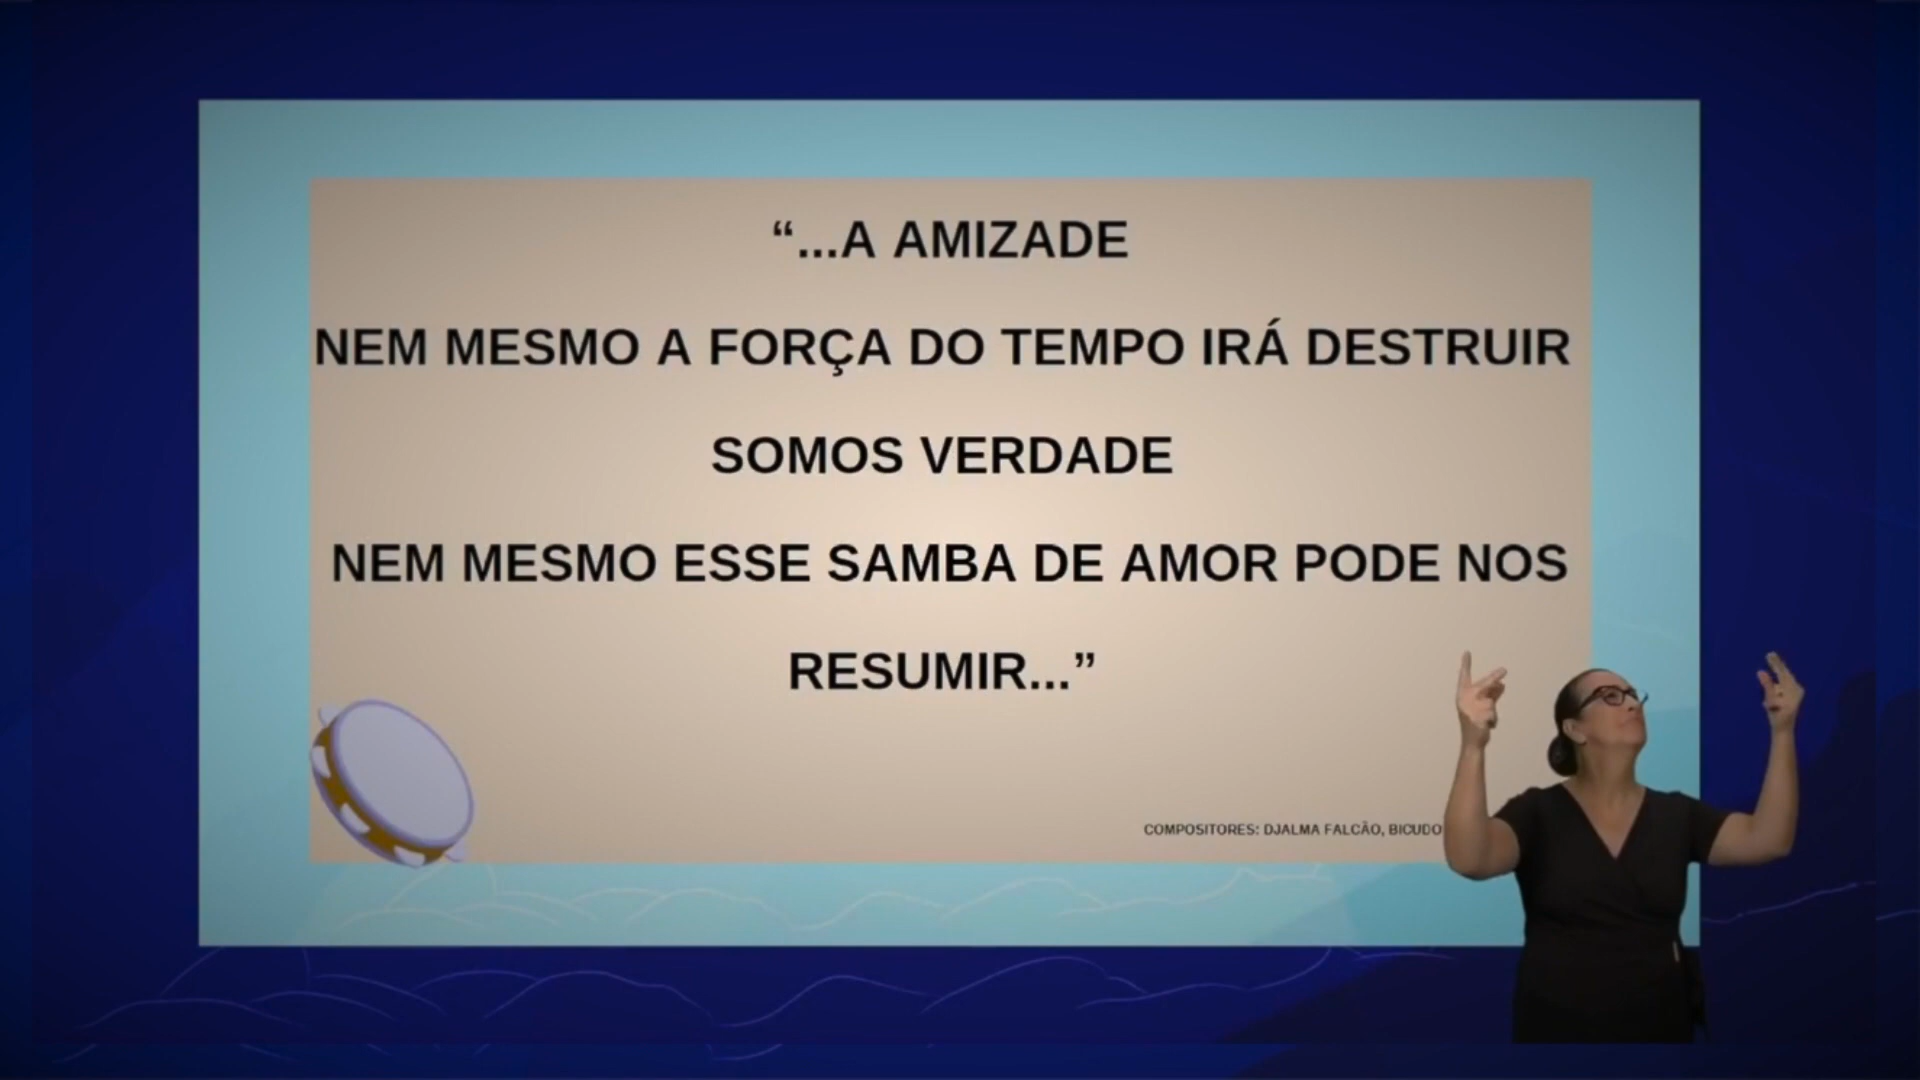 “...A AMIZADE
NEM MESMO A FORÇA DO TEMPO IRÁ DESTRUIR
SOMOS VERDADE
NEM MESMO ESSE SAMBA DE AMOR PODE NOS
RESUMIR...”
COMPOSITORES: DJALMA FALCÃO, BICUDO